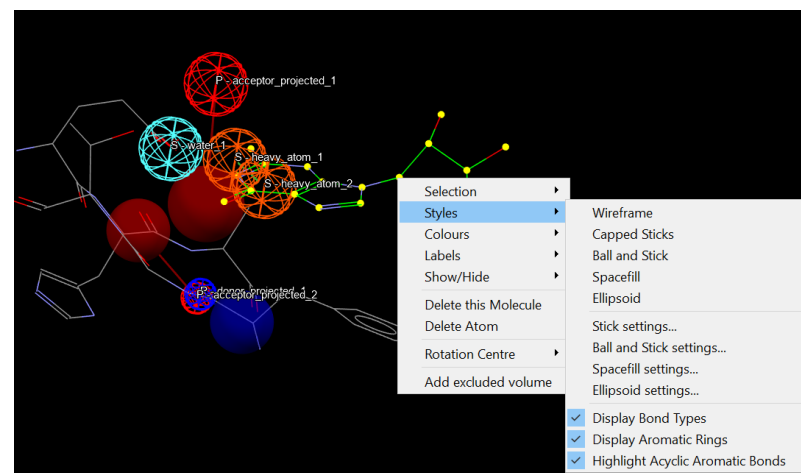 P - acceptor_projected_1
S - water_1
S - heavy_atom_1
S - heavy_atom_2
P - donor_projected_1
P - acceptor_projected_2
Selection
Styles
Colours
Labels
Show/Hide
Delete this Molecule
Delete Atom
Rotation Centre
Add excluded volume
Wireframe
Capped Sticks
Ball and Stick
Spacefill
Ellipsoid
Stick settings...
Ball and Stick settings...
Spacefill settings...
Ellipsoid settings...
Display Bond Types
Display Aromatic Rings
Highlight Acyclic Aromatic Bonds